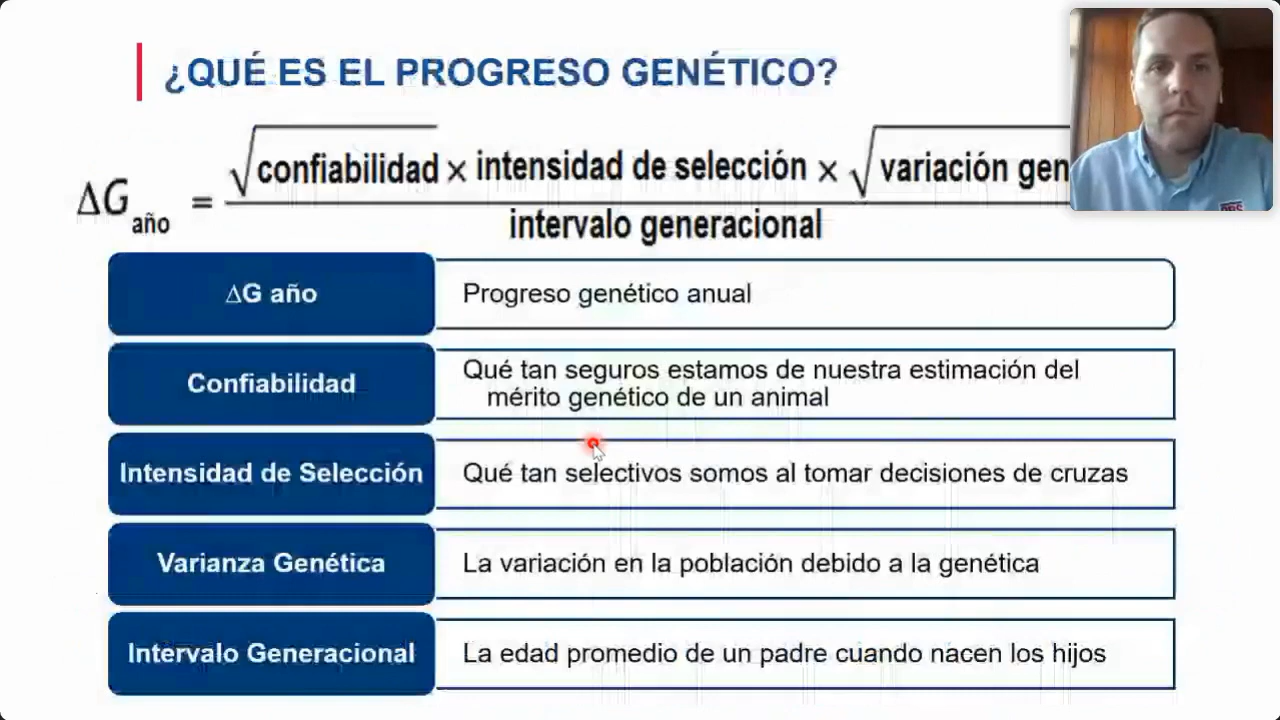 ¿QUÉ ES EL PROGRESO GENÉTICO?
√confiabilidad × intensidad de selección × √variación gen
ΔG año =
intervalo generacional
ΔG año
Progreso genético anual
Confiabilidad
Qué tan seguros estamos de nuestra estimación del
mérito genético de un animal
Intensidad de Selección
Qué tan selectivos somos al tomar decisiones de cruzas
Varianza Genética
La variación en la población debido a la genética
Intervalo Generacional
La edad promedio de un padre cuando nacen los hijos